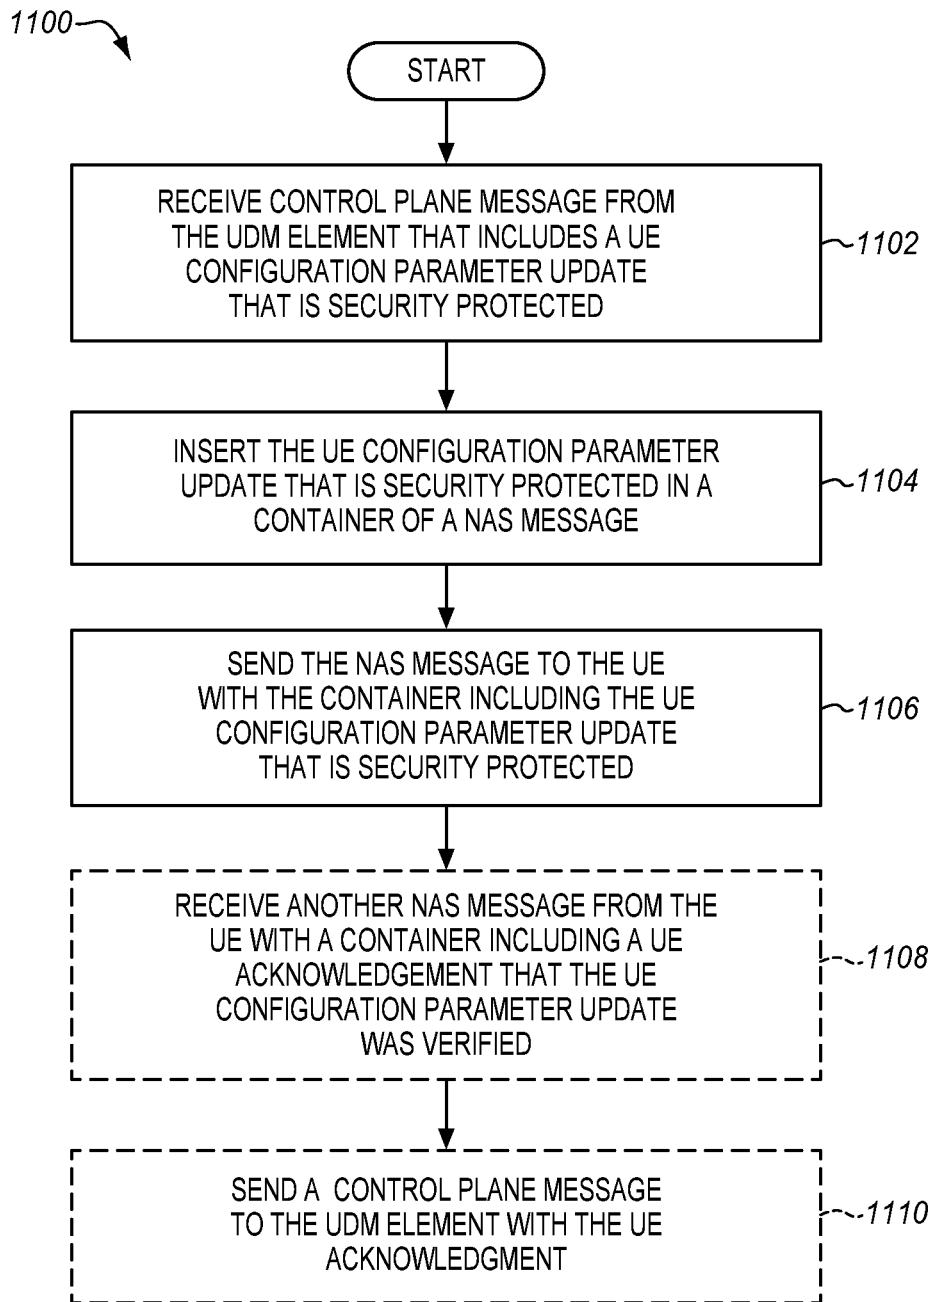 1100
START
RECEIVE CONTROL PLANE MESSAGE FROM
THE UDM ELEMENT THAT INCLUDES A UE
CONFIGURATION PARAMETER UPDATE
THAT IS SECURITY PROTECTED
1102
INSERT THE UE CONFIGURATION PARAMETER
UPDATE THAT IS SECURITY PROTECTED IN A
CONTAINER OF A NAS MESSAGE
1104
SEND THE NAS MESSAGE TO THE UE
WITH THE CONTAINER INCLUDING THE UE
CONFIGURATION PARAMETER UPDATE
THAT IS SECURITY PROTECTED
1106
RECEIVE ANOTHER NAS MESSAGE FROM THE
UE WITH A CONTAINER INCLUDING A UE
ACKNOWLEDGEMENT THAT THE UE
CONFIGURATION PARAMETER UPDATE
WAS VERIFIED
1108
SEND A CONTROL PLANE MESSAGE
TO THE UDM ELEMENT WITH THE UE
ACKNOWLEDGMENT
1110